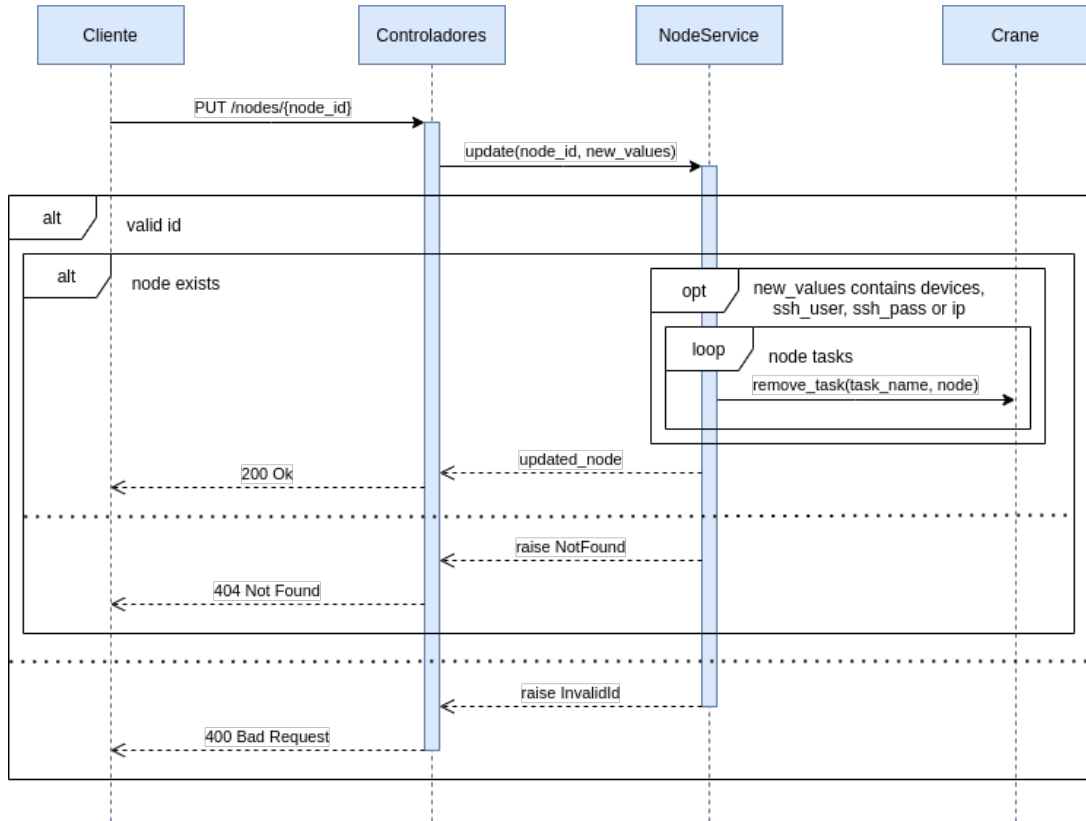 Cliente
Controladores
NodeService
Crane
PUT /nodes/{node_id}
update(node_id, new_values)
alt
valid id
alt
node exists
opt
new_values contains devices,
ssh_user, ssh_pass or ip
loop
node tasks
remove_task(task_name, node)
updated_node
200 Ok
raise NotFound
404 Not Found
raise InvalidId
400 Bad Request